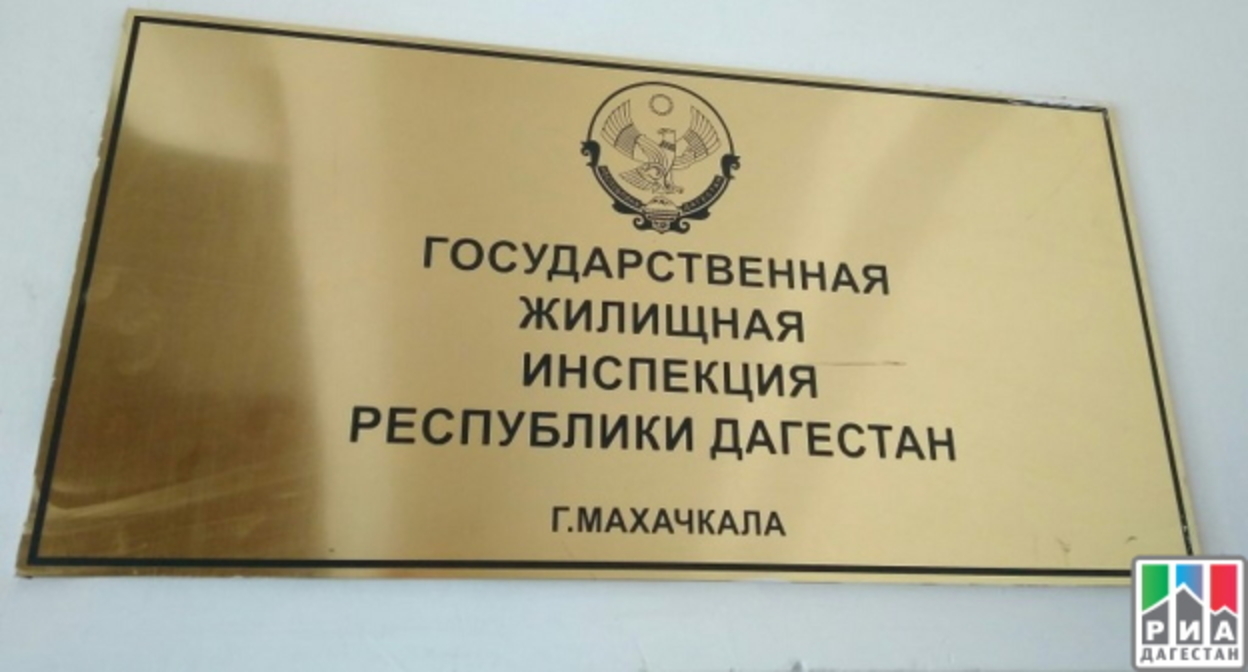 ГОСУДАРСТВЕННАЯ
ЖИЛИЩНАЯ
ИНСПЕКЦИЯ
РЕСПУБЛИКИ ДАГЕСТАН
Г.МАХАЧКАЛА
РИА
ДАГЕСТАН